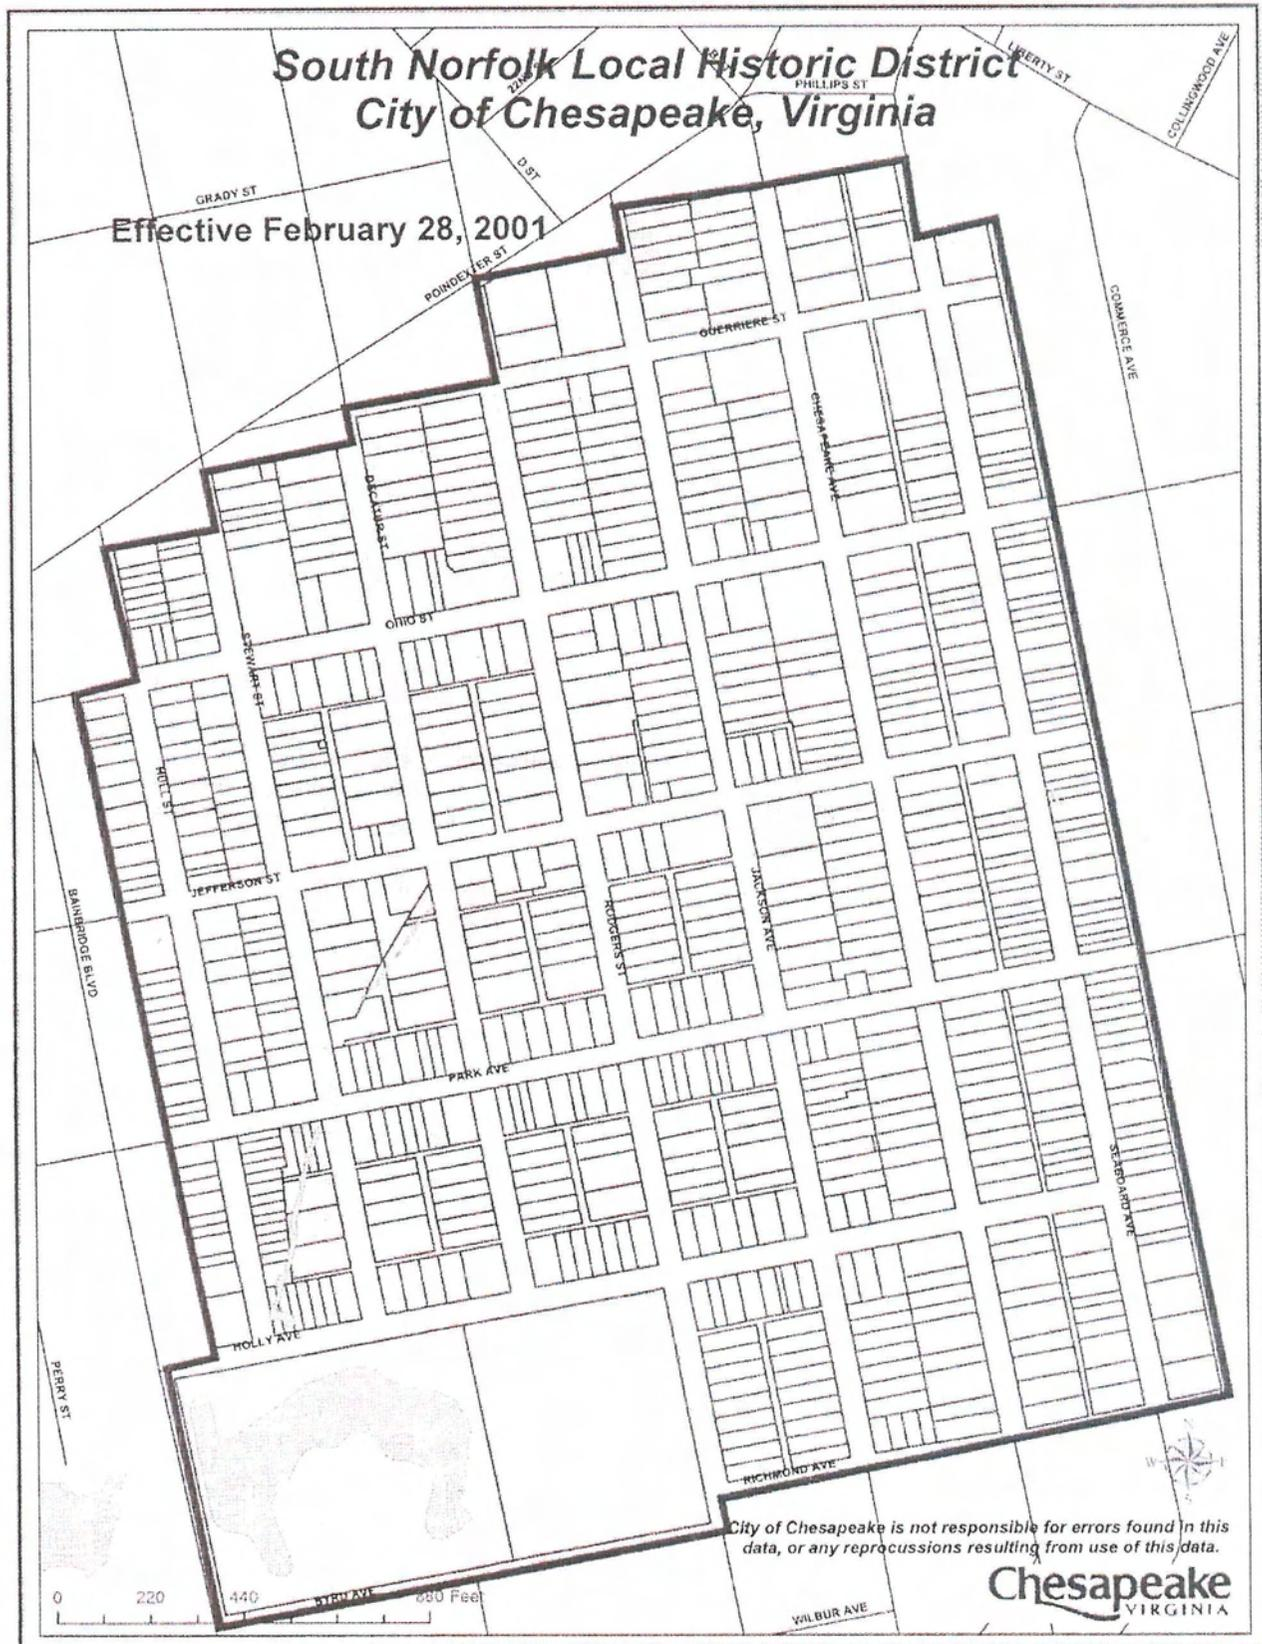 South Norfolk Local Historic District
City of Chesapeake, Virginia
Effective February 28, 2001
LIBERTY ST
COLLINGWOOD AVE
PHILLIPS ST
D ST
GRADY ST
POINDEXTER ST
COMMERCE AVE
GUERRIERE ST
CHESAPEAKE AVE
DECATUR ST
OHIO ST
STEWART ST
HULL ST
JEFFERSON ST
BAINBRIDGE BLVD
RODGERS ST
JACKSON AVE
PARK AVE
SEABOARD AVE
HOLLY AVE
PERRY ST
RICHMOND AVE
N
W E
S
City of Chesapeake is not responsible for errors found in this
data, or any reprocussions resulting from use of this data.
0 220 440 880 Feet
BYRD AVE
WILBUR AVE
Chesapeake
VIRGINIA